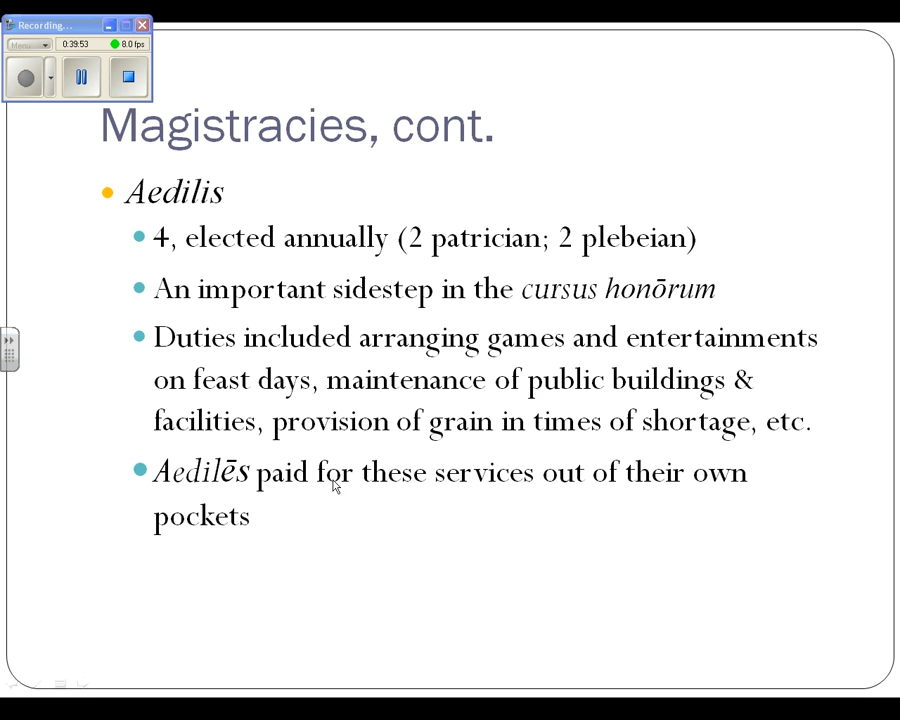 Recording...
Menu
0:39:53
8.0 fps
Magistracies, cont.
Aedilis
4, elected annually (2 patrician; 2 plebeian)
An important sidestep in the cursus honōrum
Duties included arranging games and entertainments
on feast days, maintenance of public buildings &
facilities, provision of grain in times of shortage, etc.
Aedilēs paid for these services out of their own
pockets